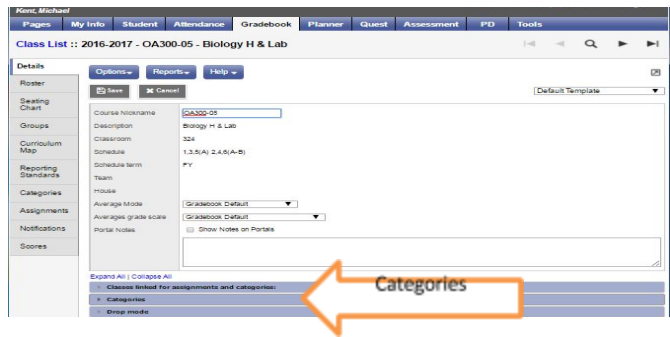 Kent, Michael
Pages My Info Student Attendance Gradebook Planner Quest Assessment PD Tools
Class List :: 2016-2017 - OA300-05 - Biology H & Lab
Details
Options Reports Help
Roster
Save Cancel
Default Template
Seating Chart
Course Nickname OA300-05
Groups
Description Biology H & Lab
Classroom 324
Curriculum Map
Schedule 1,3,5(A) 2,4,6(A-B)
Reporting Standards
Schedule term FY
Team
Categories
House
Average Mode Gradebook Default
Assignments
Averages grade scale Gradebook Default
Notifications
Portal Notes Show Notes on Portals
Scores
Expand All | Collapse All
Classes linked for assignments and categories:
Categories
Categories
Drop mode